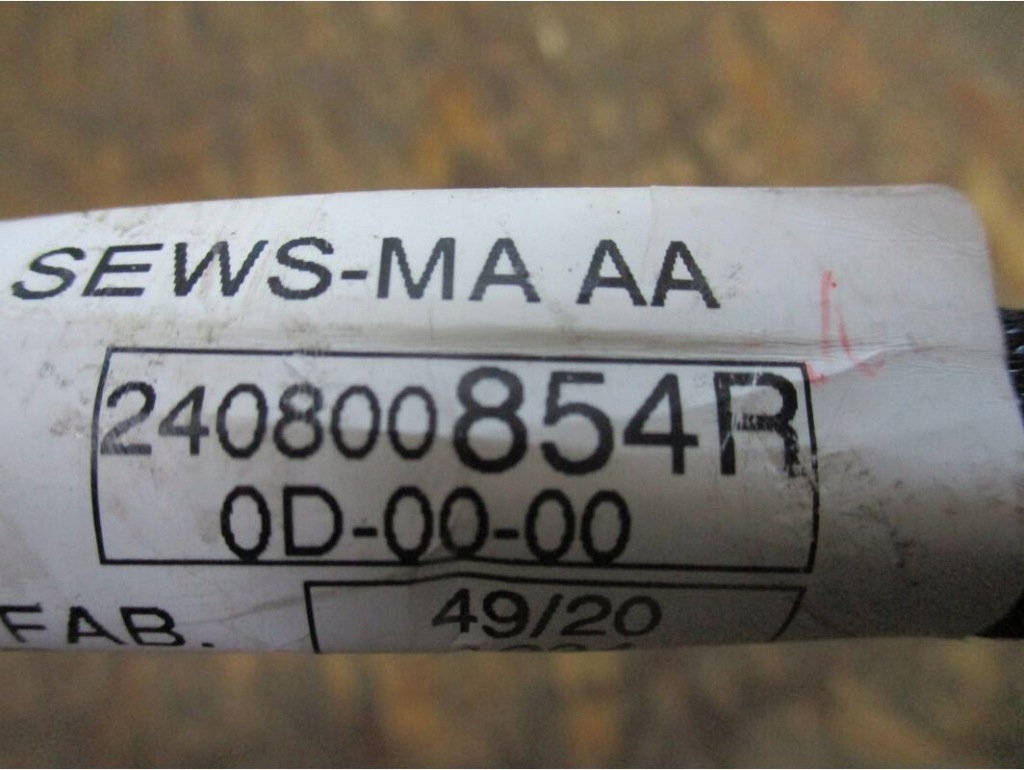 SEWS-MA AA
240800854R
0D-00-00
FAB. 49/20